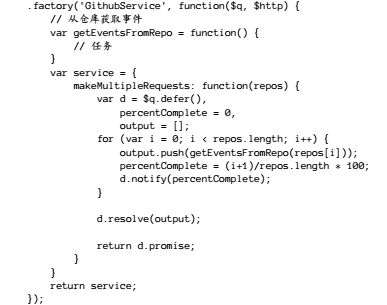 .factory('GithubService', function($q, $http) {
    // 从仓库获取事件
    var getEventsFromRepo = function() {
        // 任务
    }
    var service = {
        makeMultipleRequests: function(repos) {
            var d = $q.defer(),
                percentComplete = 0,
                output = [];
            for (var i = 0; i < repos.length; i++) {
                output.push(getEventsFromRepo(repos[i]));
                percentComplete = (i+1)/repos.length * 100;
                d.notify(percentComplete);
            }

            d.resolve(output);

            return d.promise;
        }
    }
    return service;
});